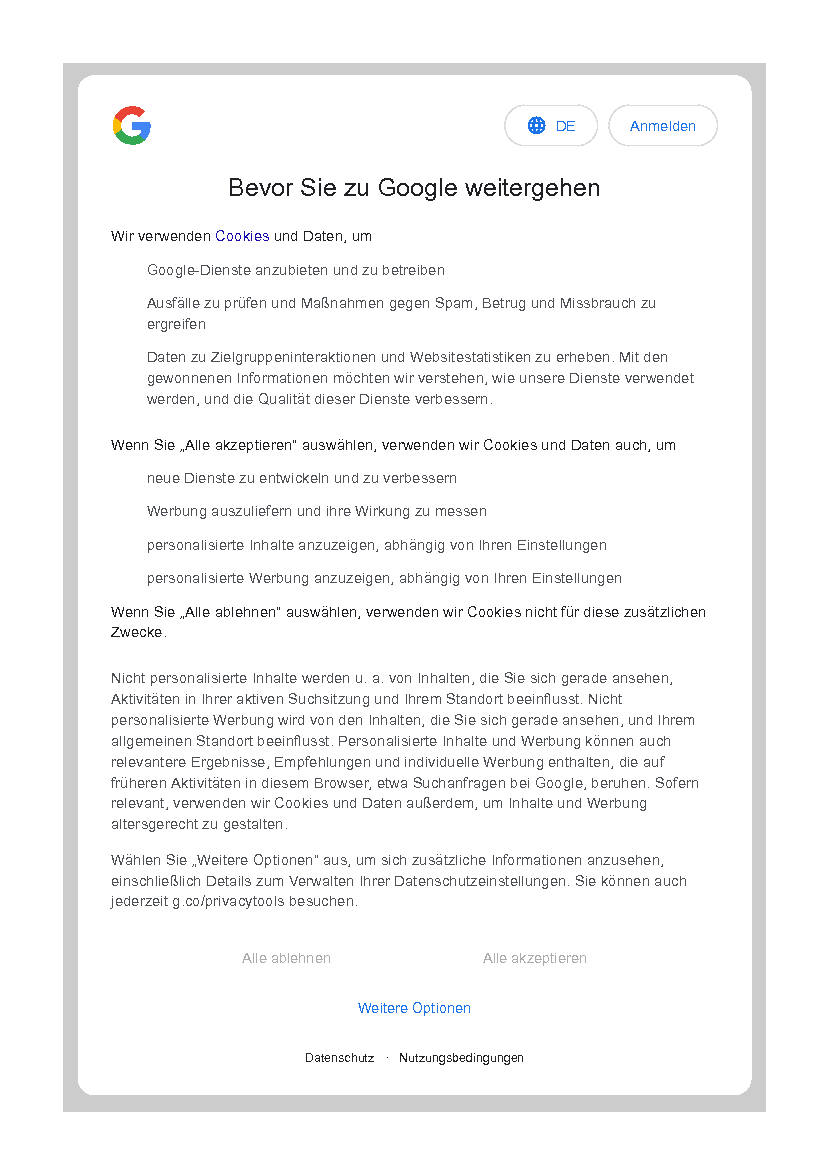 DE
Anmelden
Bevor Sie zu Google weitergehen
Wir verwenden Cookies und Daten, um
Google-Dienste anzubieten und zu betreiben
Ausfälle zu prüfen und Maßnahmen gegen Spam, Betrug und Missbrauch zu
ergreifen
Daten zu Zielgruppeninteraktionen und Websitestatistiken zu erheben. Mit den
gewonnenen Informationen möchten wir verstehen, wie unsere Dienste verwendet
werden, und die Qualität dieser Dienste verbessern.
Wenn Sie „Alle akzeptieren“ auswählen, verwenden wir Cookies und Daten auch, um
neue Dienste zu entwickeln und zu verbessern
Werbung auszuliefern und ihre Wirkung zu messen
personalisierte Inhalte anzuzeigen, abhängig von Ihren Einstellungen
personalisierte Werbung anzuzeigen, abhängig von Ihren Einstellungen
Wenn Sie „Alle ablehnen“ auswählen, verwenden wir Cookies nicht für diese zusätzlichen
Zwecke.
Nicht personalisierte Inhalte werden u. a. von Inhalten, die Sie sich gerade ansehen,
Aktivitäten in Ihrer aktiven Suchsitzung und Ihrem Standort beeinflusst. Nicht
personalisierte Werbung wird von den Inhalten, die Sie sich gerade ansehen, und Ihrem
allgemeinen Standort beeinflusst. Personalisierte Inhalte und Werbung können auch
relevantere Ergebnisse, Empfehlungen und individuelle Werbung enthalten, die auf
früheren Aktivitäten in diesem Browser, etwa Suchanfragen bei Google, beruhen. Sofern
relevant, verwenden wir Cookies und Daten außerdem, um Inhalte und Werbung
altersgerecht zu gestalten.
Wählen Sie „Weitere Optionen“ aus, um sich zusätzliche Informationen anzusehen,
einschließlich Details zum Verwalten Ihrer Datenschutzeinstellungen. Sie können auch
jederzeit g.co/privacytools besuchen.
Alle ablehnen
Alle akzeptieren
Weitere Optionen
Datenschutz · Nutzungsbedingungen